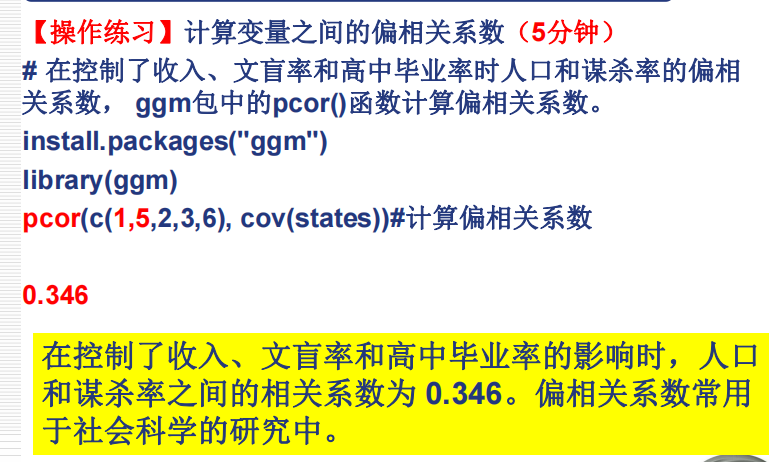 【操作练习】计算变量之间的偏相关系数（5分钟）
# 在控制了收入、文盲率和高中毕业率时人口和谋杀率的偏相
关系数， ggm包中的pcor()函数计算偏相关系数。
install.packages("ggm")
library(ggm)
pcor(c(1,5,2,3,6), cov(states))#计算偏相关系数
0.346
在控制了收入、文盲率和高中毕业率的影响时，人口
和谋杀率之间的相关系数为 0.346。偏相关系数常用
于社会科学的研究中。